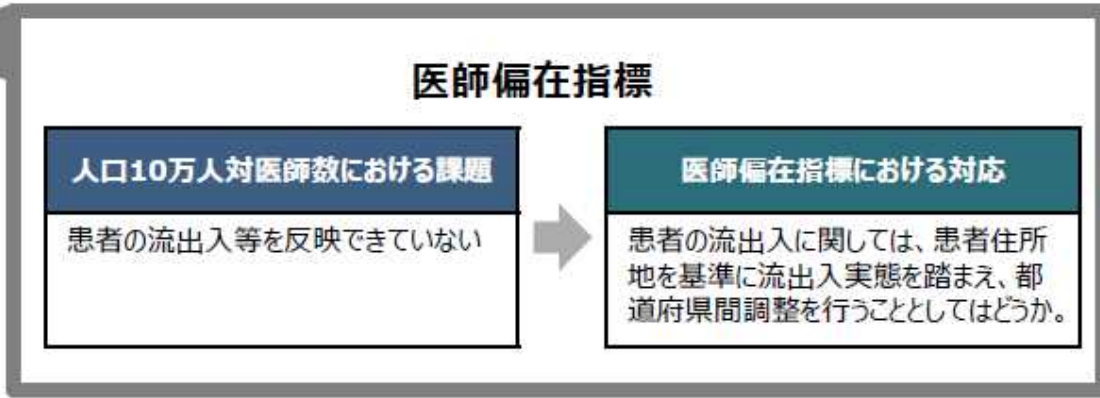 医師偏在指標
人口10万人対医師数における課題
患者の流出入等を反映できていない
医師偏在指標における対応
患者の流出入に関しては、患者住所
地を基準に流出入実態を踏まえ、都
道府県間調整を行うこととしてはどうか。